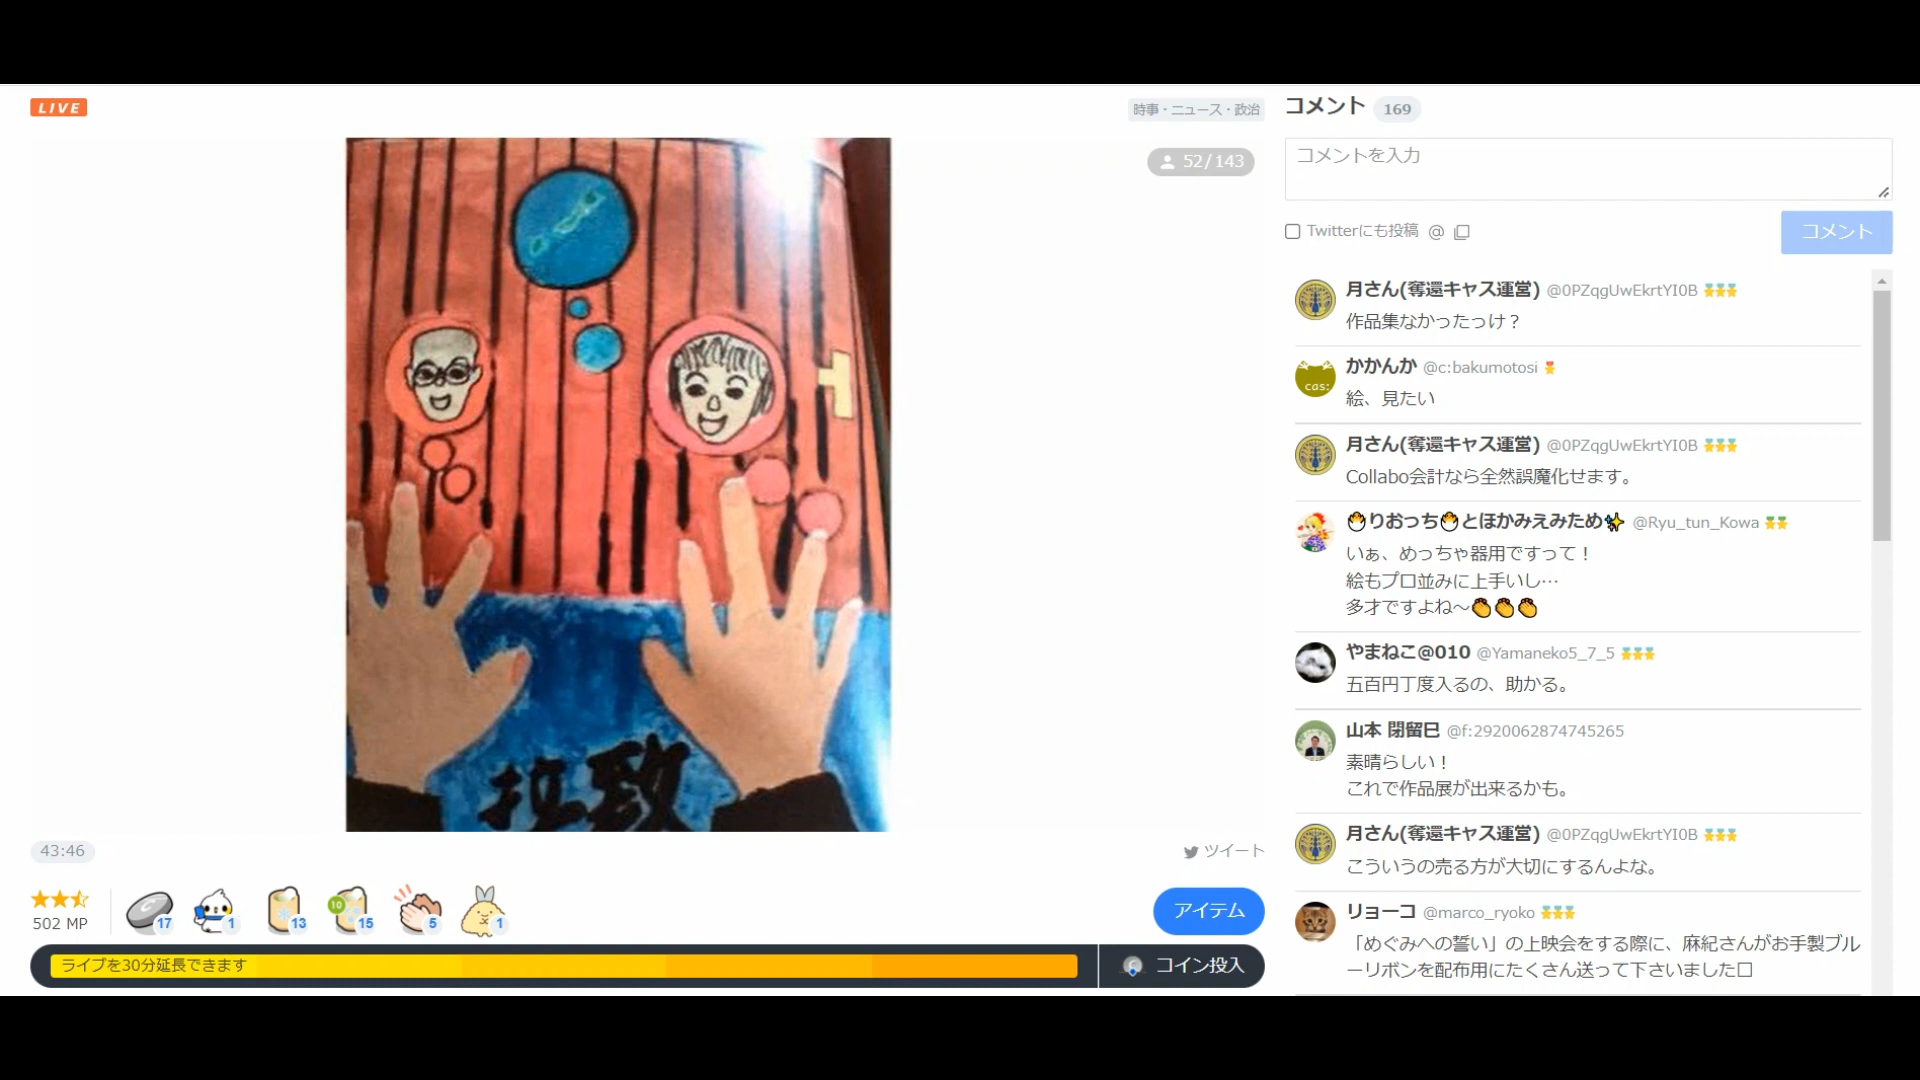 LIVE
時事・ニュース・政治
52/143
拉致
43:46
ツイート
502 MP
17
1
13
10
15
5
1
アイテム
ライブを30分延長できます
コイン投入
コメント 169
コメントを入力
Twitterにも投稿 @
コメント
月さん(奪還キャス運営) @0PZqgUwEkrtYI0B
作品集なかったっけ？
cas:
かかんか @c:bakumotosi
絵、見たい
月さん(奪還キャス運営) @0PZqgUwEkrtYI0B
Collabo会計なら全然誤魔化せます。
🐣りおっち🐣とほかみえみため✨ @Ryu_tun_Kowa
いぁ、めっちゃ器用ですって！
絵もプロ並みに上手いし…
多才ですよね～👏👏👏
やまねこ@010 @Yamaneko5_7_5
五百円丁度入るの、助かる。
山本 閉留巳 @f:2920062874745265
素晴らしい！
これで作品展が出来るかも。
月さん(奪還キャス運営) @0PZqgUwEkrtYI0B
こういうの売る方が大切にするんよな。
リョーコ @marco_ryoko
「めぐみへの誓い」の上映会をする際に、麻紀さんがお手製ブル
ーリボンを配布用にたくさん送って下さいました□